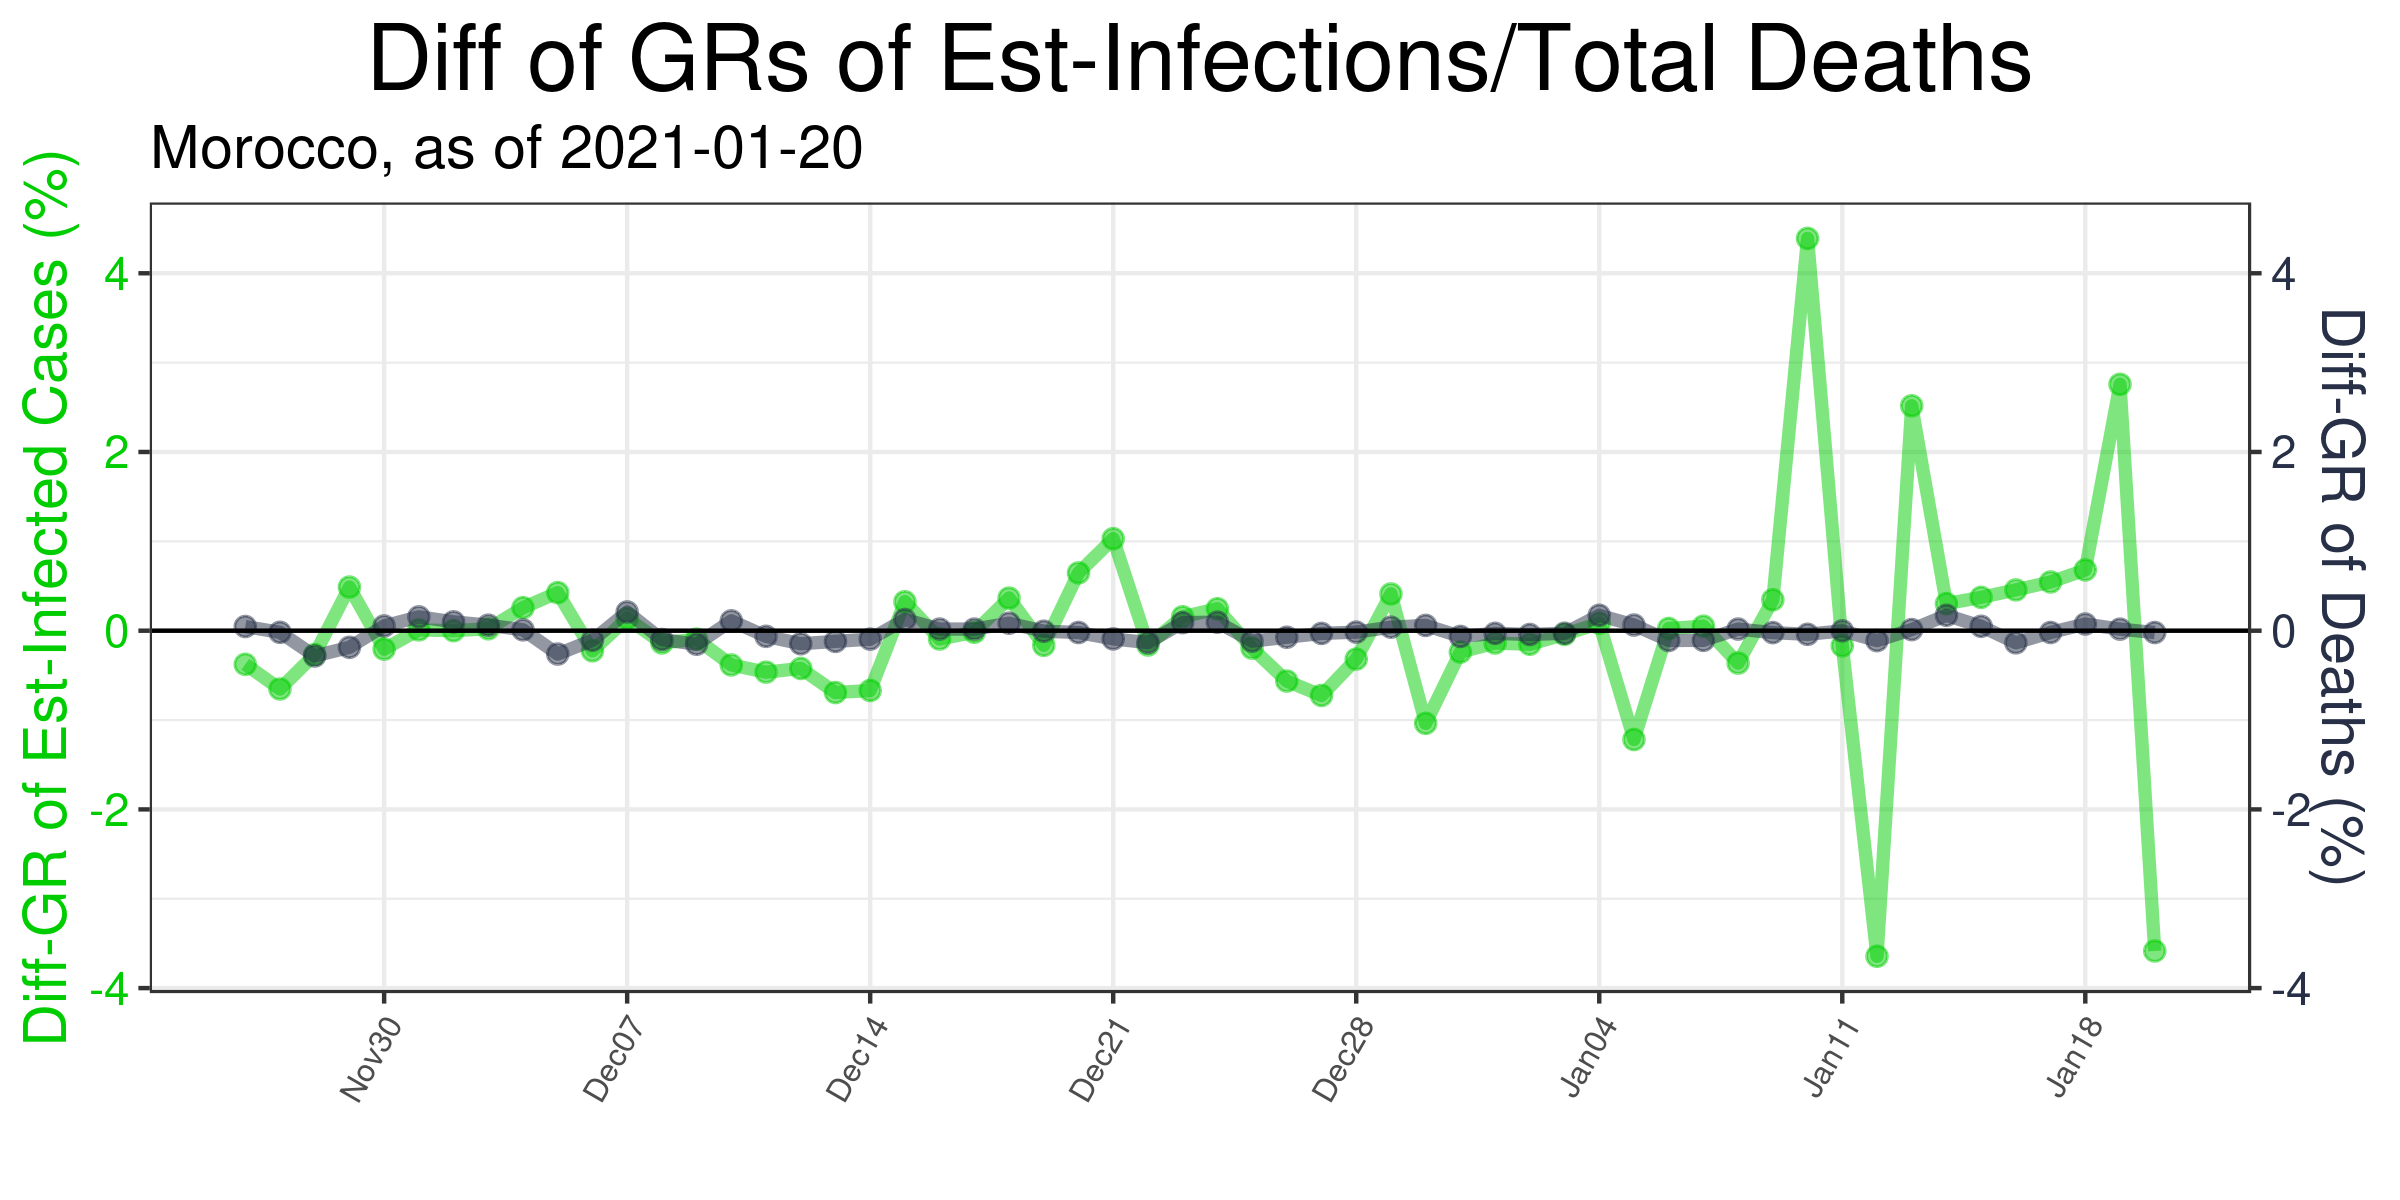 Diff of GRs of Est-Infections/Total Deaths
Morocco, as of 2021-01-20
Diff-GR of Est-Infected Cases (%)
4
2
0
-2
-4
4
2
0
-2
-4
Diff-GR of Deaths (%)
Nov30
Dec07
Dec14
Dec21
Dec28
Jan04
Jan11
Jan18